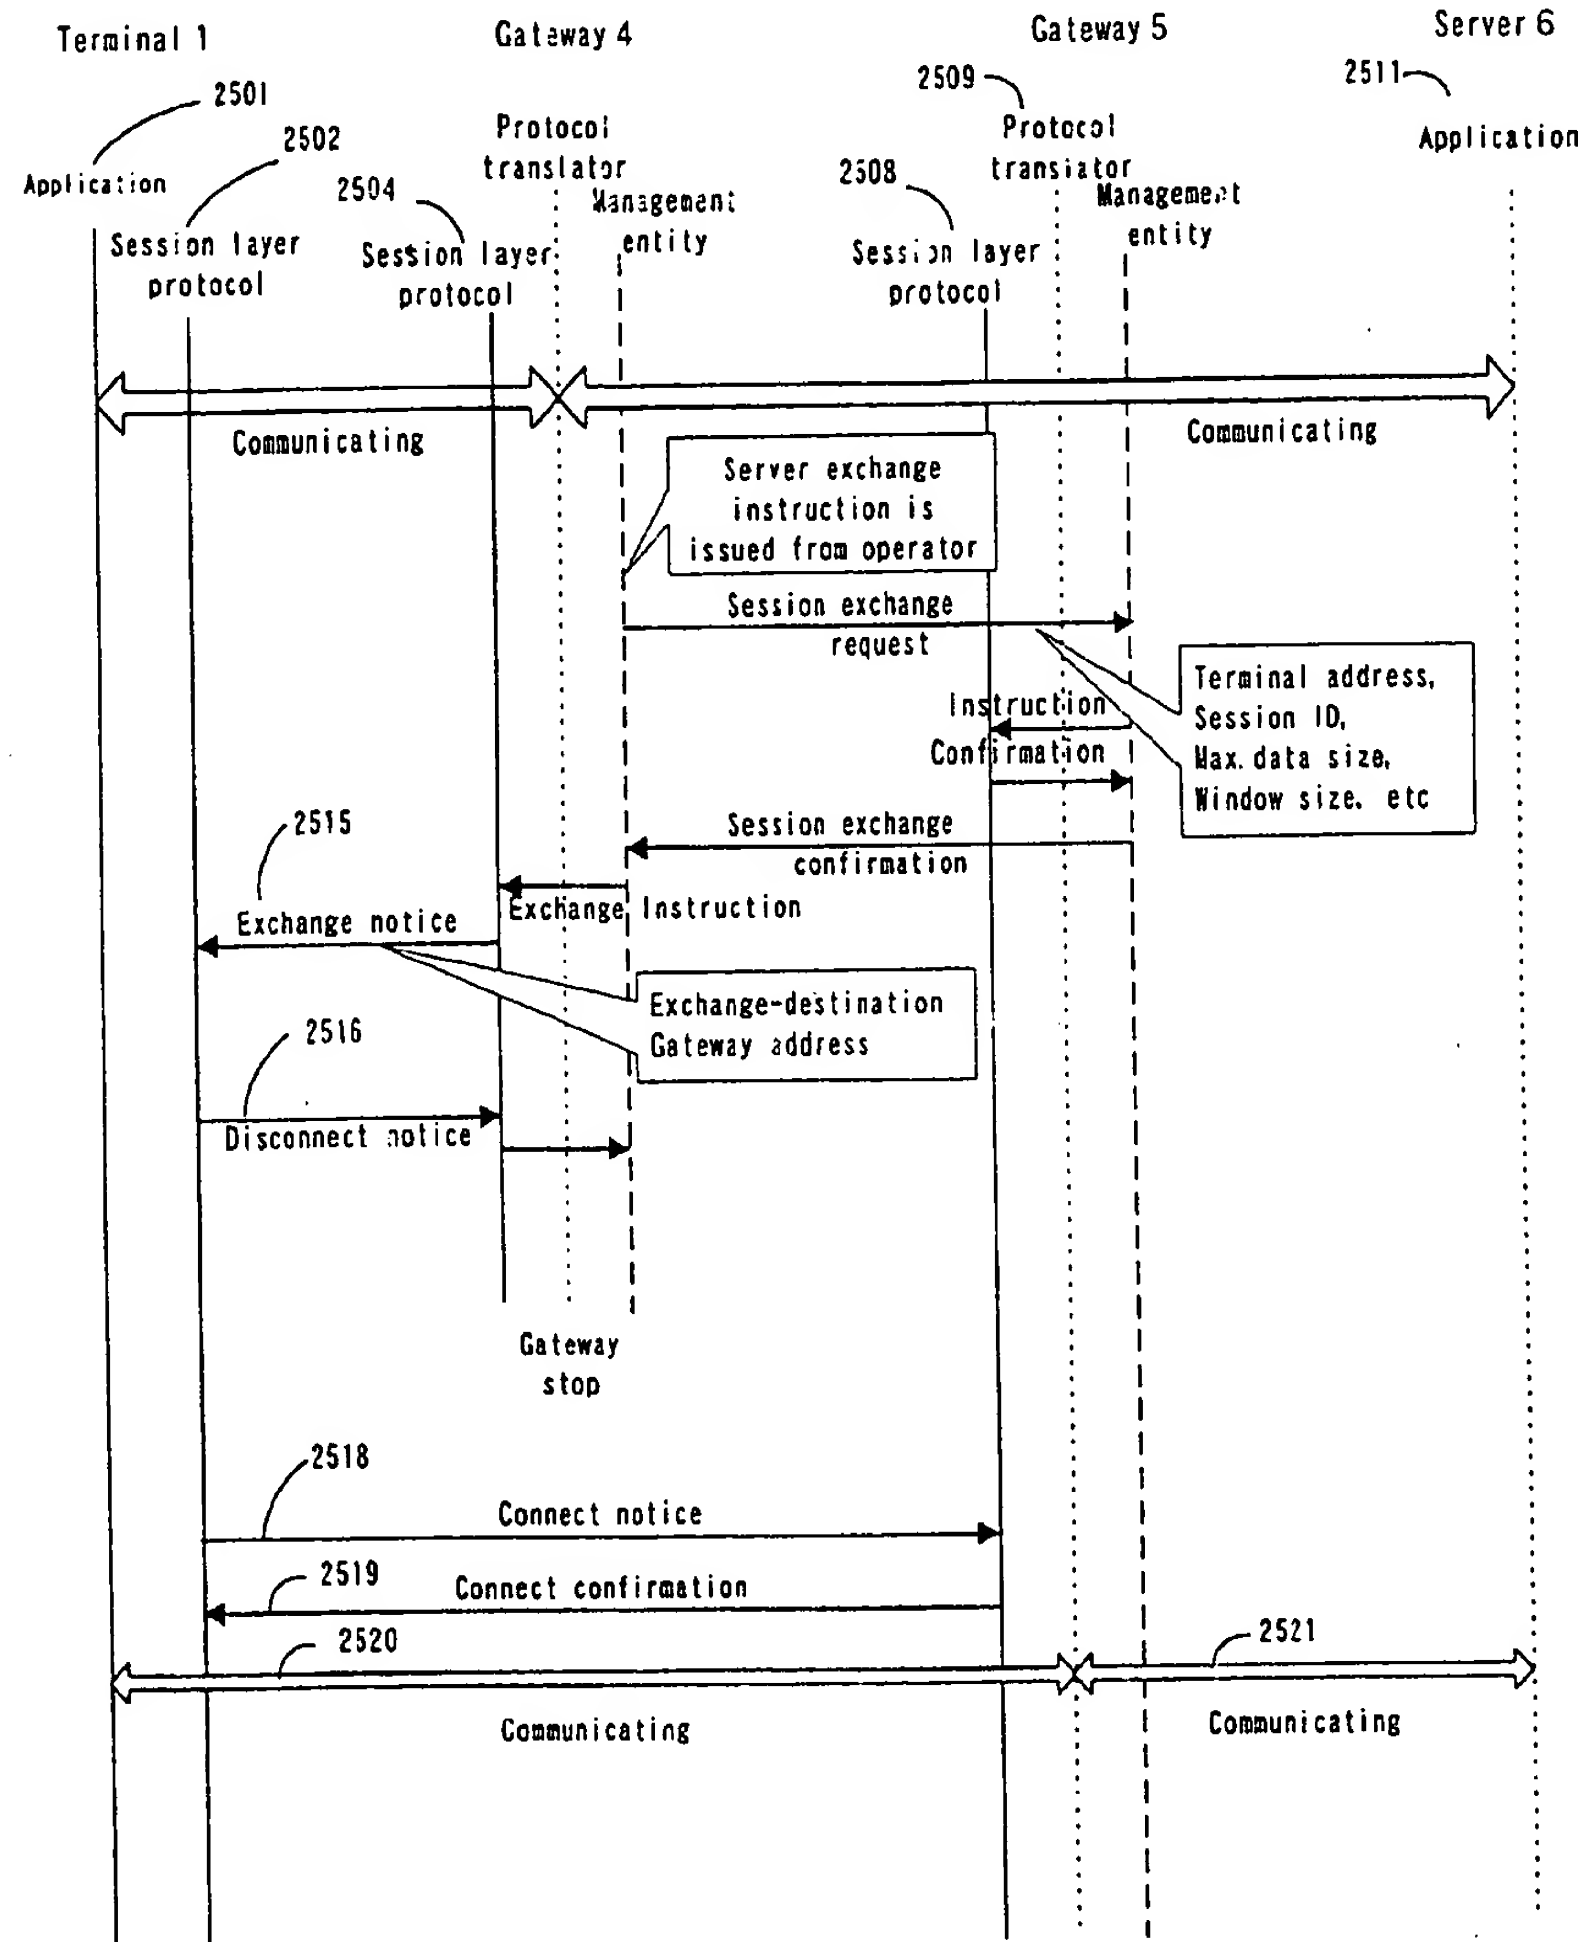 Terminal 1
Gateway 4
Gateway 5
Server 6
2501
2502
2504
2508
2509
2511
Application
Session layer
protocol
Session layer
protocol
Protocol
translator
Management
entity
Session layer
protocol
Protocol
translator
Management
entity
Application
Communicating
Communicating
Server exchange
instruction is
issued from operator
Session exchange
request
Terminal address,
Session ID,
Max. data size,
Window size, etc
Instruction
Confirmation
Session exchange
confirmation
2515
Exchange Instruction
Exchange notice
Exchange-destination
Gateway address
2516
Disconnect notice
Gateway
stop
2518
Connect notice
2519
Connect confirmation
2520
2521
Communicating
Communicating